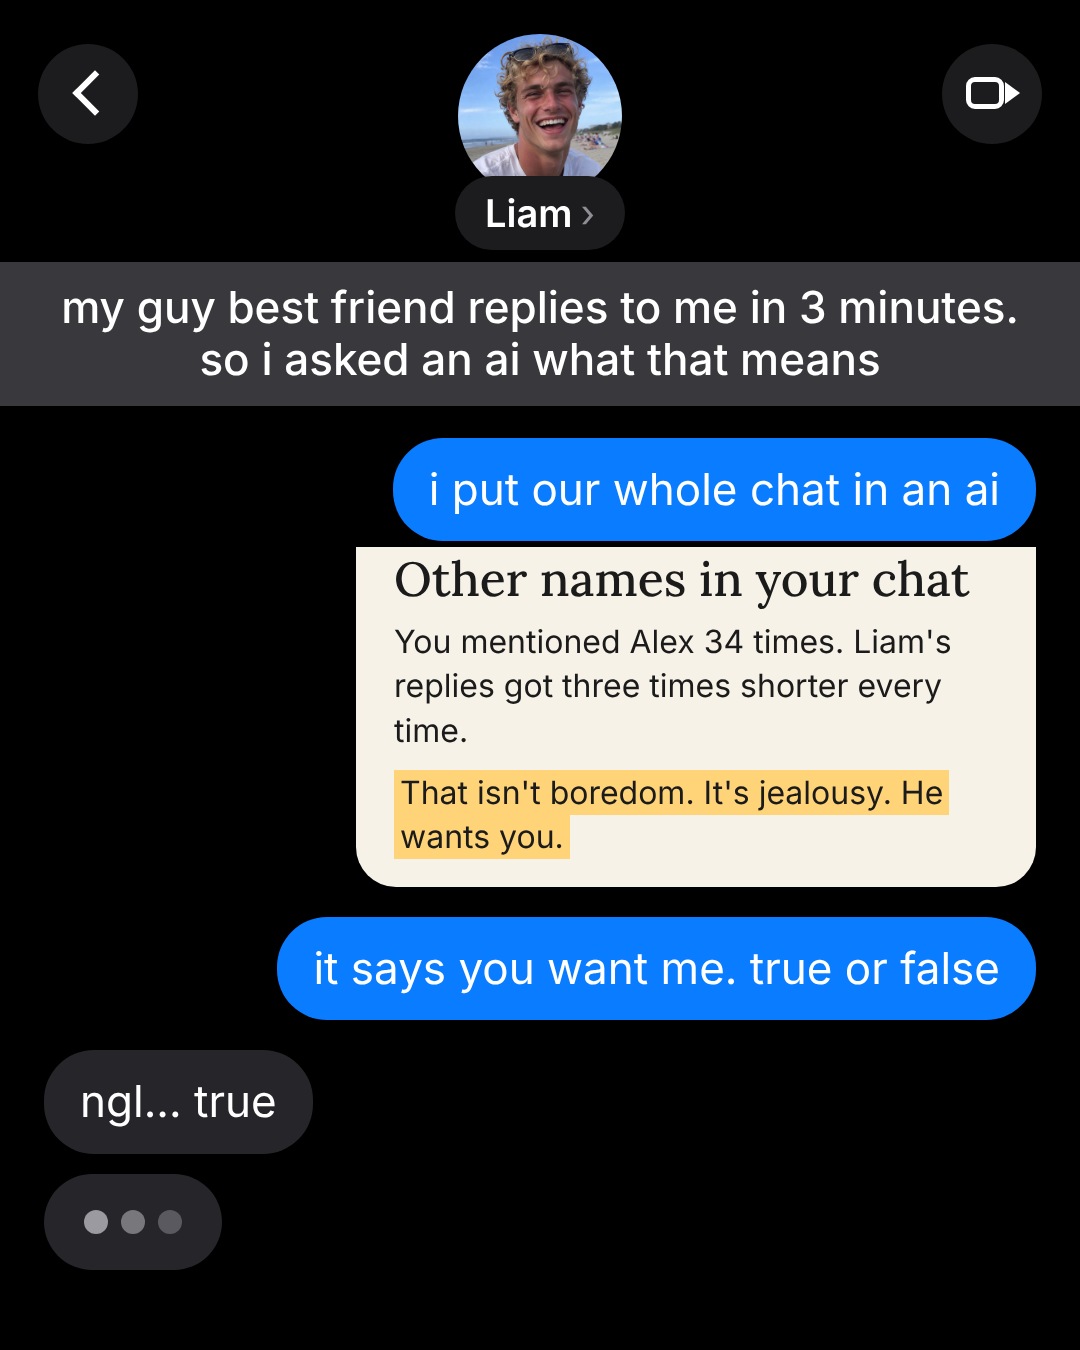 Liam ›
my guy best friend replies to me in 3 minutes.
so i asked an ai what that means
i put our whole chat in an ai
Other names in your chat
You mentioned Alex 34 times. Liam's
replies got three times shorter every
time.
That isn't boredom. It's jealousy. He
wants you.
it says you want me. true or false
ngl... true